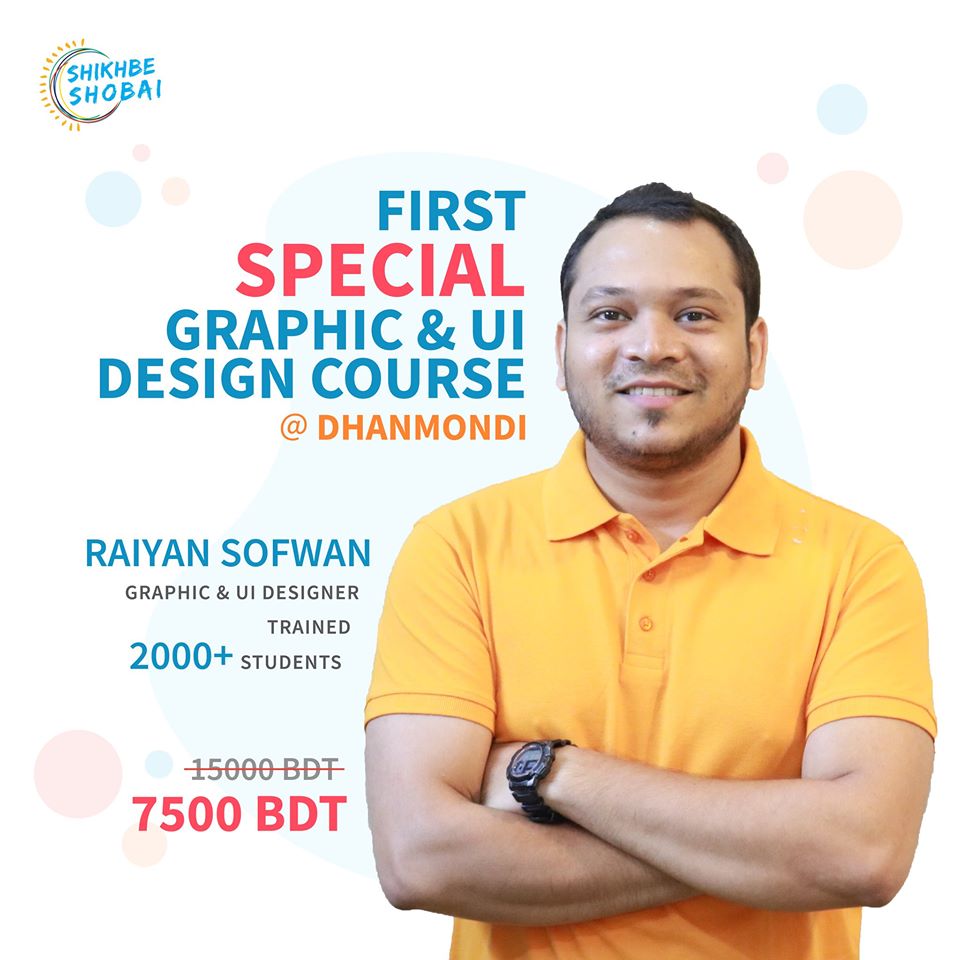 SHIKHBE
SHOBAI
FIRST
SPECIAL
GRAPHIC & UI
DESIGN COURSE
@ DHANMONDI
RAIYAN SOFWAN
GRAPHIC & UI DESIGNER
TRAINED
2000+ STUDENTS
15000 BDT
7500 BDT